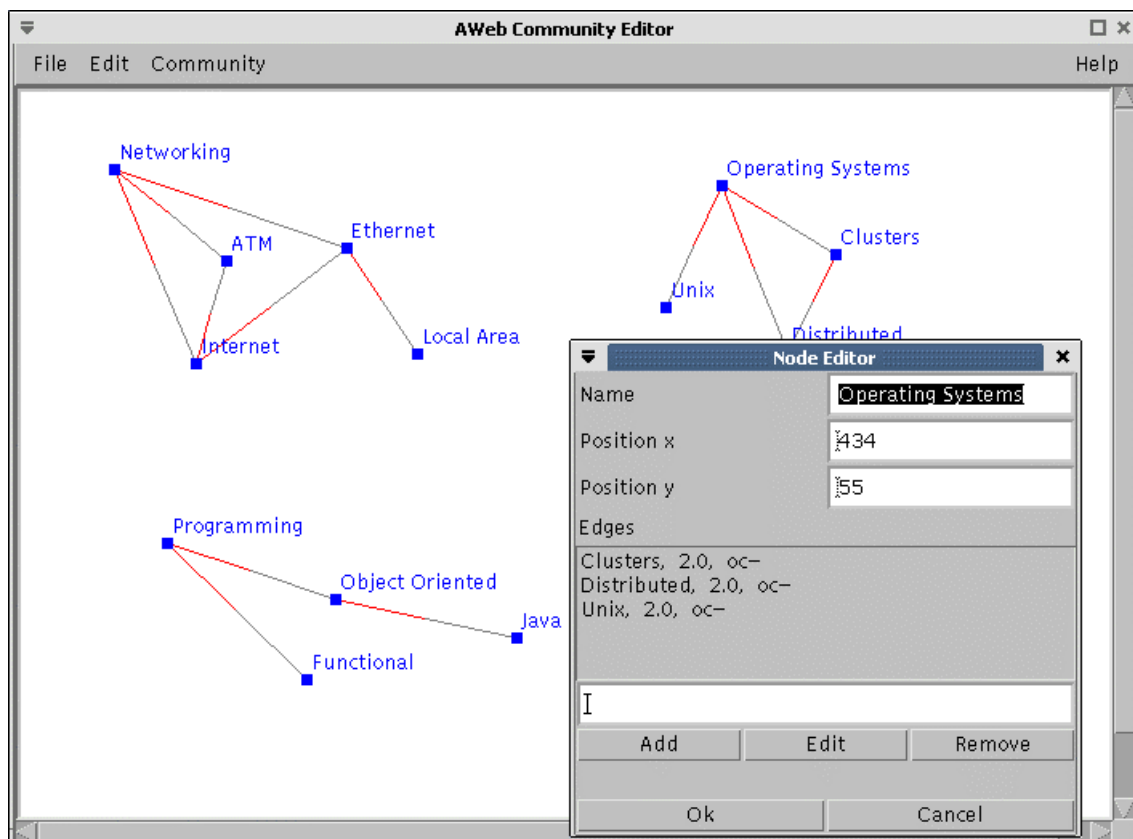 AWeb Community Editor
File Edit Community Help
Networking
Operating Systems
Ethernet
ATM
Clusters
Unix
Internet
Local Area
Distributed
Node Editor
Name Operating Systems
Position x 434
Position y 55
Edges
Clusters, 2.0, oc-
Distributed, 2.0, oc-
Unix, 2.0, oc-
Programming
Object Oriented
Java
Functional
Add Edit Remove
Ok Cancel